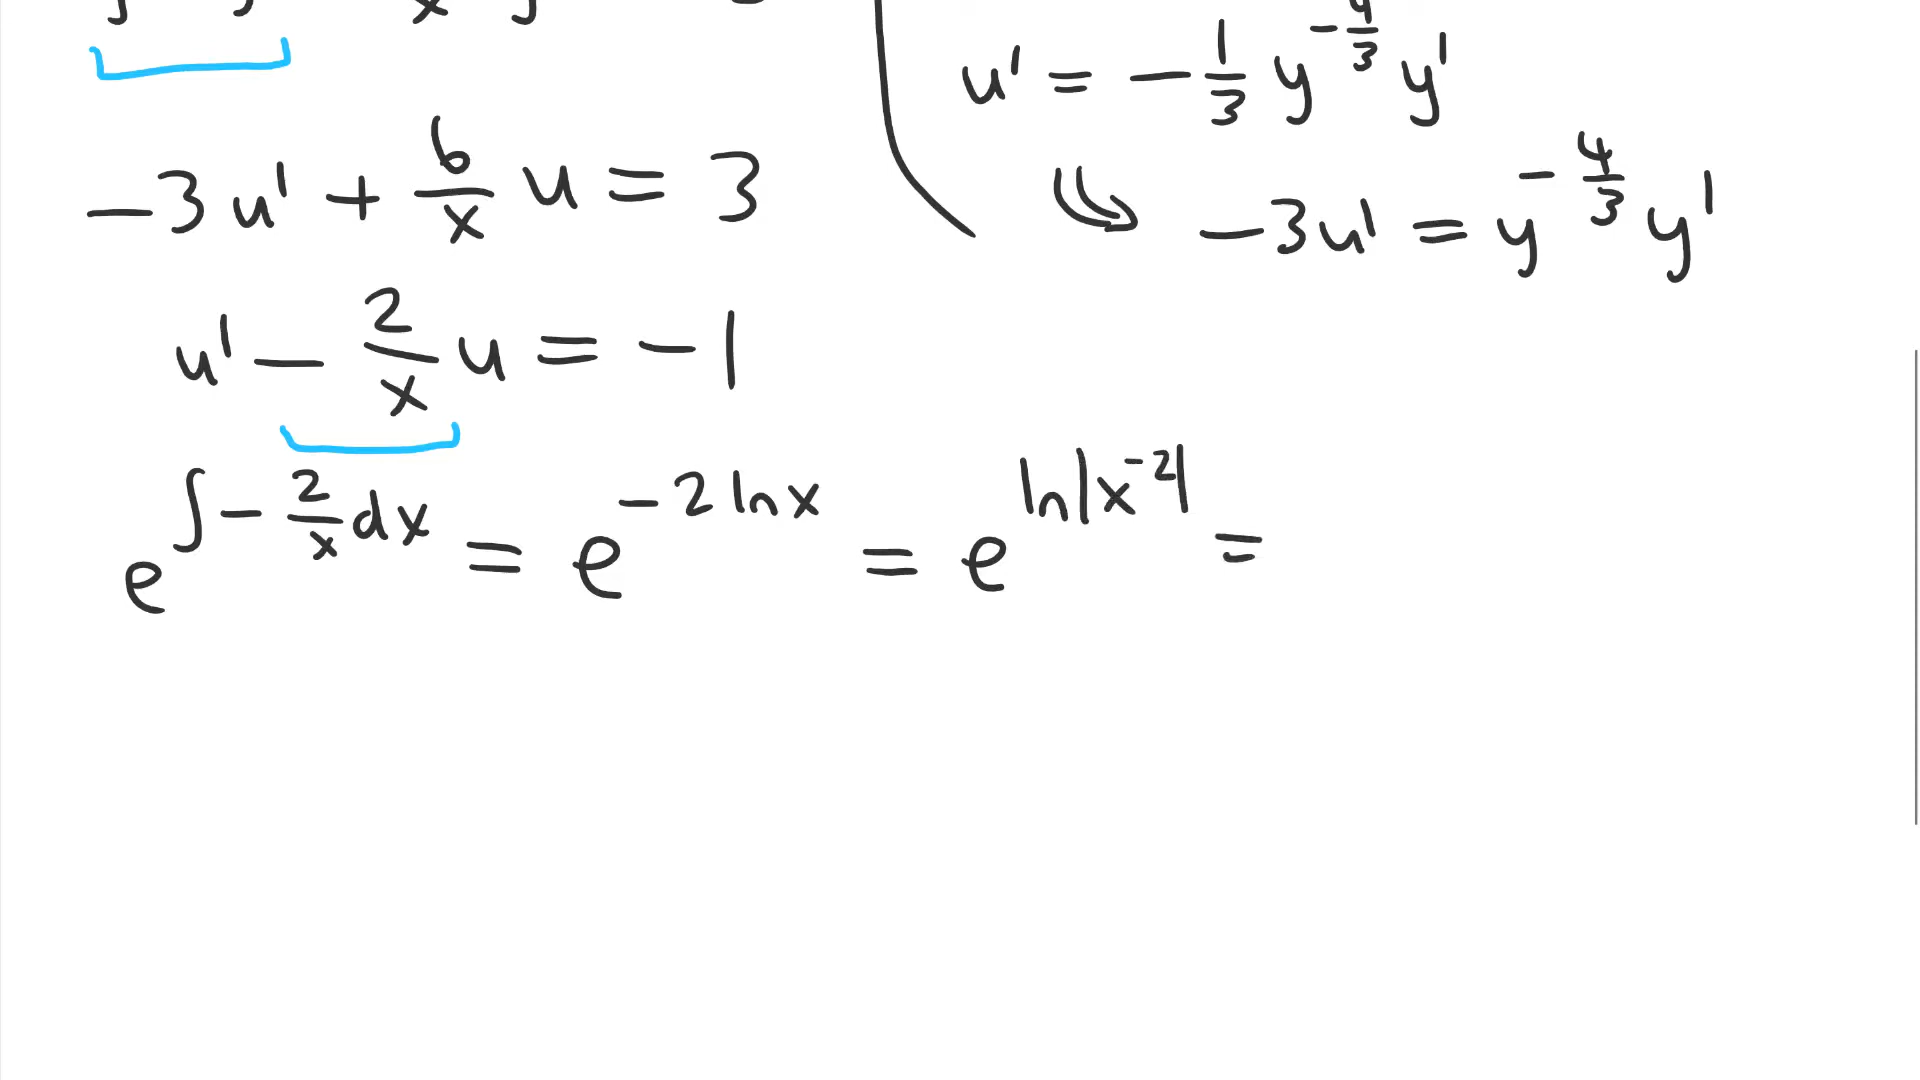 -3u' + 6/x u = 3
u' - 2/x u = -1
e^{∫ - 2/x dx} = e^{-2 ln x} = e^{ln|x^{-2}|} =
u' = - 1/3 y^{-4/3} y'
-3u' = y^{-4/3} y'